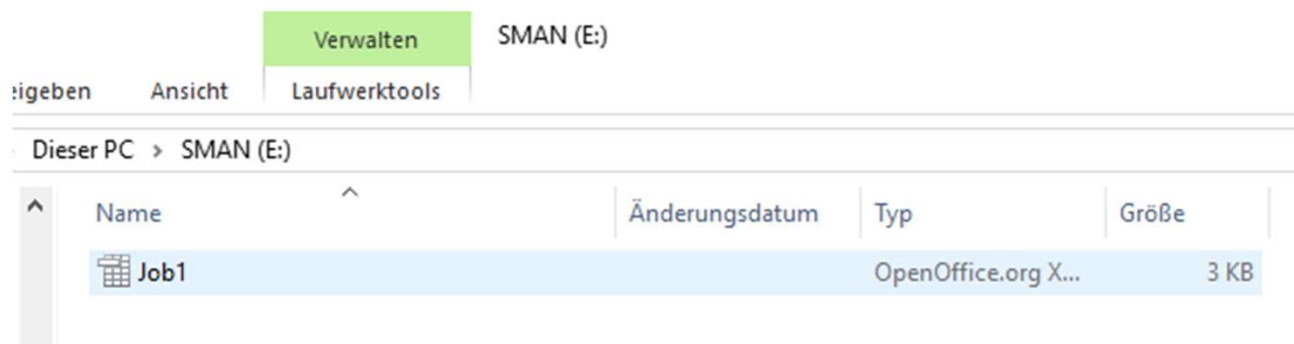 Verwalten SMAN (E:)
eigeben Ansicht Laufwerktools
Dieser PC > SMAN (E:)
Name Änderungsdatum Typ Größe
Job1 OpenOffice.org X... 3 KB